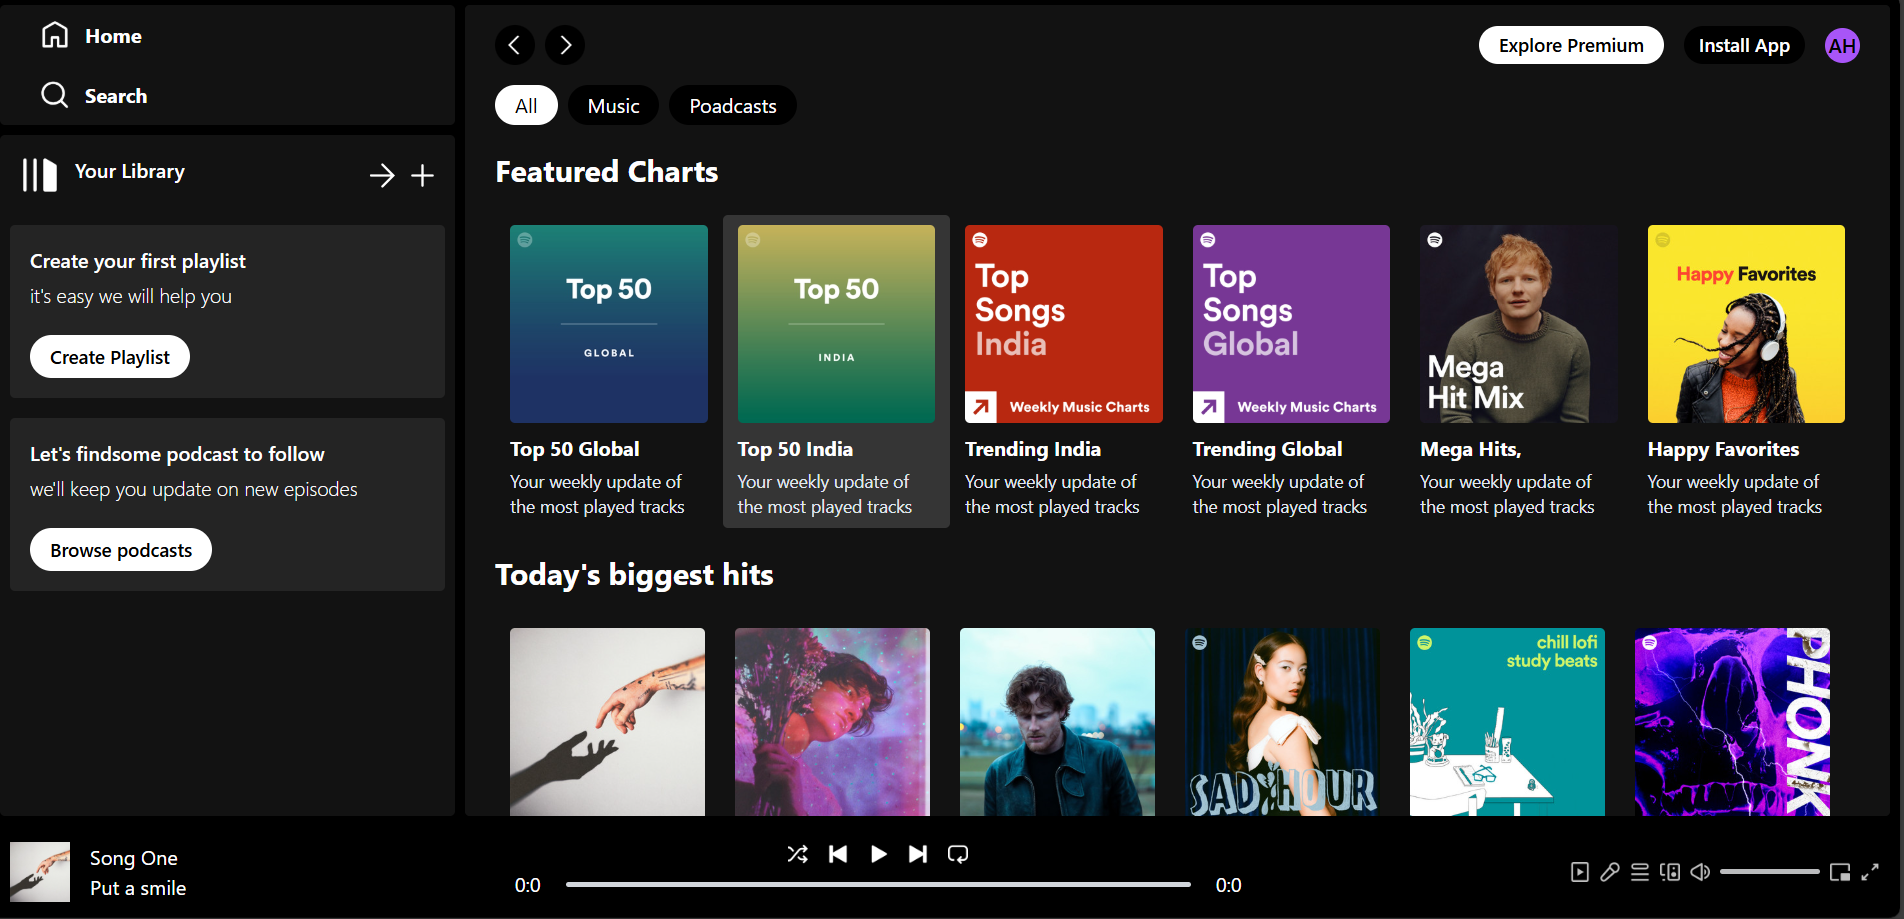 Home
Search
Your Library
Create your first playlist
it's easy we will help you
Create Playlist
Let's findsome podcast to follow
we'll keep you update on new episodes
Browse podcasts
Explore Premium
Install App
AH
All
Music
Poadcasts
Featured Charts
Top 50
GLOBAL
Top 50 Global
Your weekly update of
the most played tracks
Top 50
INDIA
Top 50 India
Your weekly update of
the most played tracks
Top
Songs
India
Weekly Music Charts
Trending India
Your weekly update of
the most played tracks
Top
Songs
Global
Weekly Music Charts
Trending Global
Your weekly update of
the most played tracks
Mega
Hit Mix
Mega Hits,
Your weekly update of
the most played tracks
Happy Favorites
Happy Favorites
Your weekly update of
the most played tracks
Today's biggest hits
SAD HOUR
chill lofi
study beats
PHONK
Song One
Put a smile
0:0
0:0